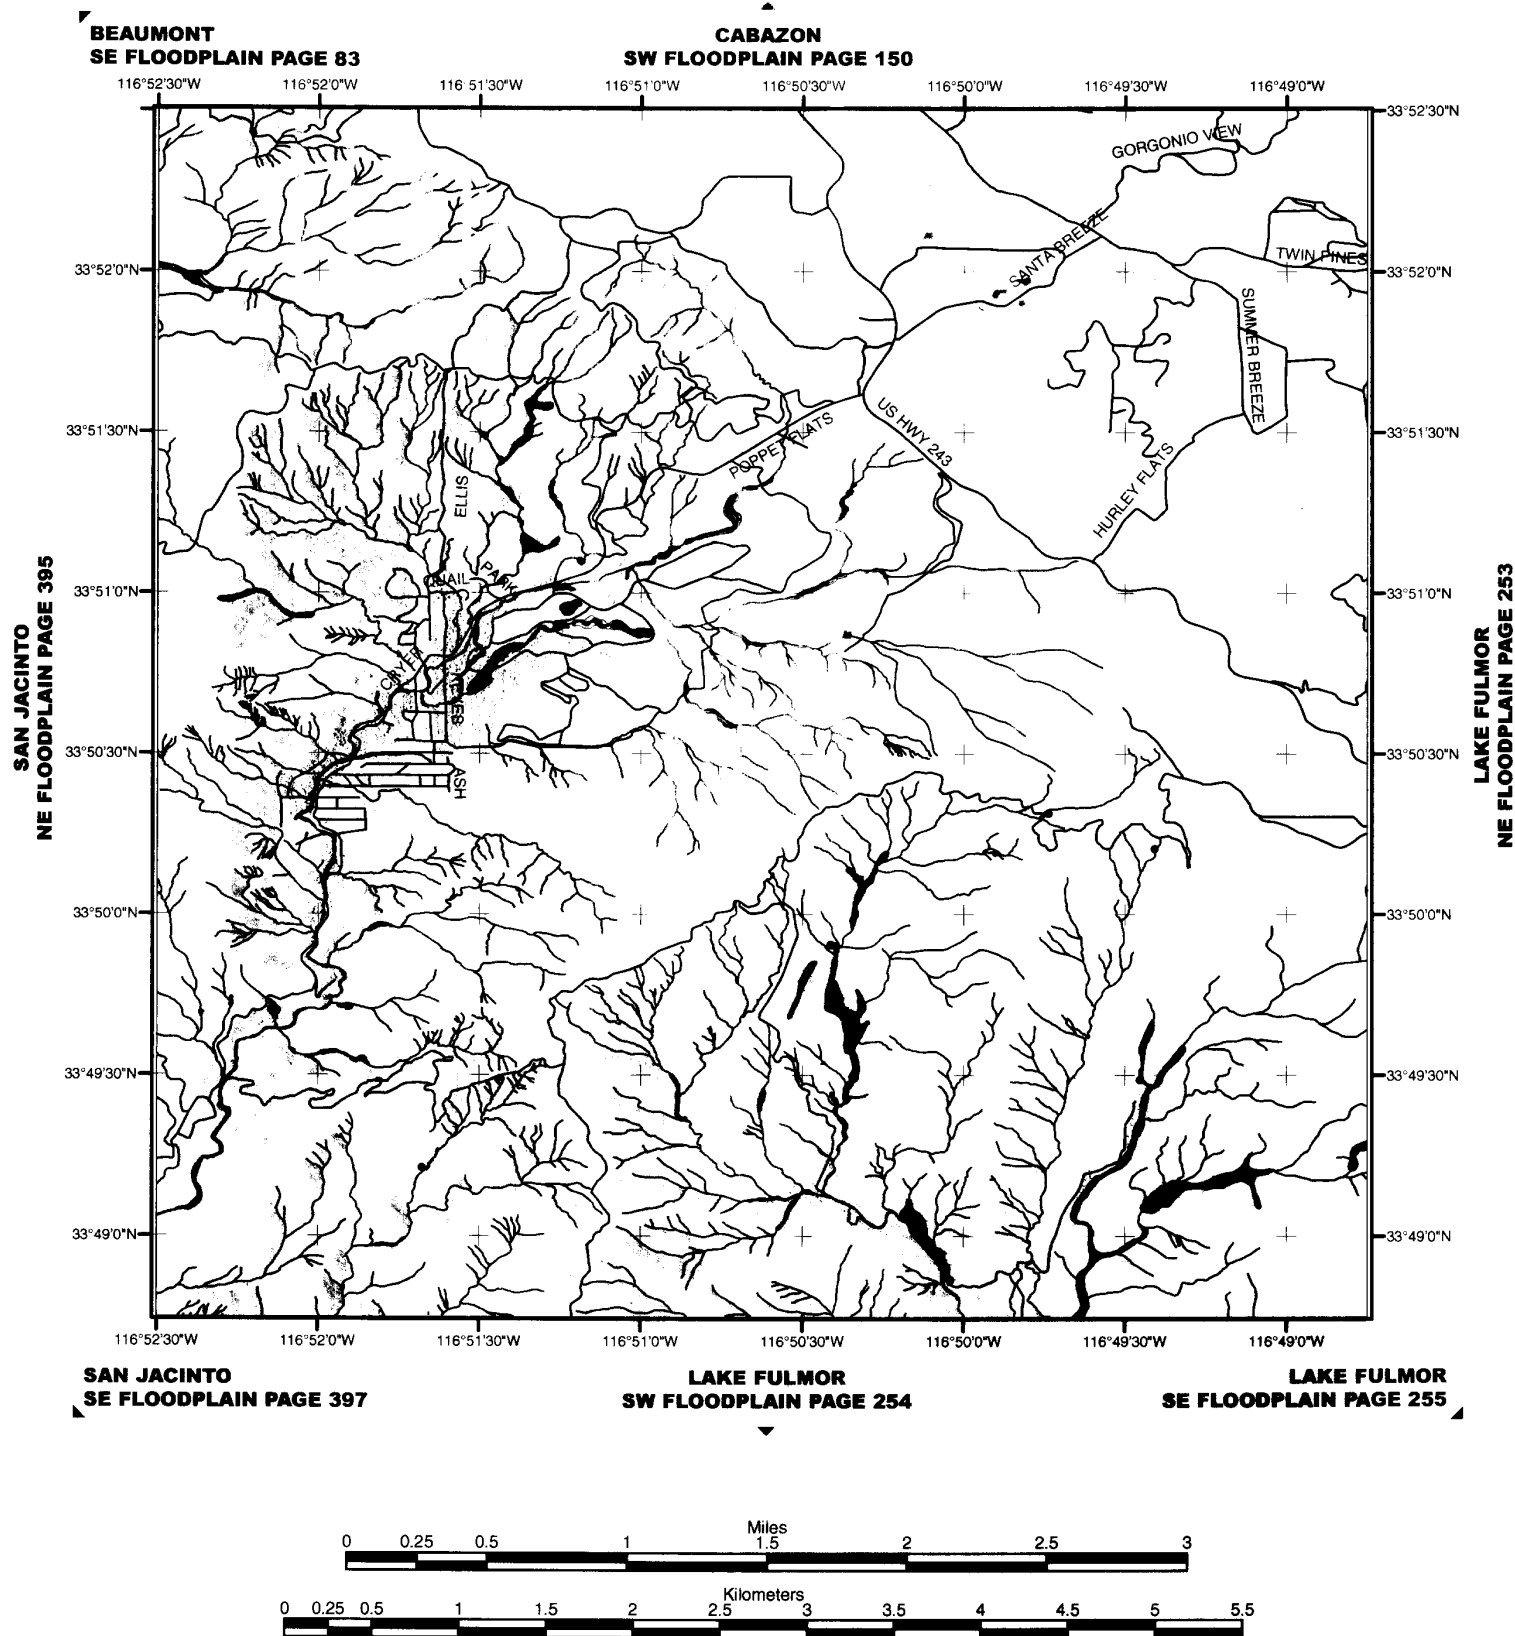 BEAUMONT
SE FLOODPLAIN PAGE 83
CABAZON
SW FLOODPLAIN PAGE 150
116°52'30"W 116°52'0"W 116°51'30"W 116°51'0"W 116°50'30"W 116°50'0"W 116°49'30"W 116°49'0"W
33°52'30"N
GORGONIO VIEW
SANTA BREEZE
TWIN PINES
33°52'0"N
33°52'0"N
SUMMER BREEZE
US HWY 243
POPPET FLATS
33°51'30"N
33°51'30"N
HURLEY FLATS
ELLIS
QUAIL
PARK
33°51'0"N
33°51'0"N
SAN JACINTO
NE FLOODPLAIN PAGE 395
LAKE FULMOR
NE FLOODPLAIN PAGE 253
CRYER
KEYES
33°50'30"N
33°50'30"N
ASH
33°50'0"N
33°50'0"N
33°49'30"N
33°49'30"N
33°49'0"N
33°49'0"N
116°52'30"W 116°52'0"W 116°51'30"W 116°51'0"W 116°50'30"W 116°50'0"W 116°49'30"W 116°49'0"W
SAN JACINTO
SE FLOODPLAIN PAGE 397
LAKE FULMOR
SW FLOODPLAIN PAGE 254
LAKE FULMOR
SE FLOODPLAIN PAGE 255
Miles
0 0.25 0.5 1 1.5 2 2.5 3
Kilometers
0 0.25 0.5 1 1.5 2 2.5 3 3.5 4 4.5 5 5.5